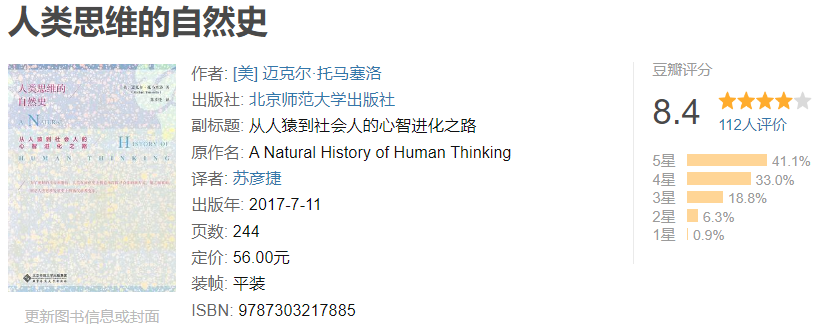 人类思维的自然史
人类思维的
自然史
A NATURAL
从人猿到社会人的
心智进化之路
HISTORY OF
HUMAN THINKING
作者: [美] 迈克尔·托马塞洛
出版社: 北京师范大学出版社
副标题: 从人猿到社会人的心智进化之路
原作名: A Natural History of Human Thinking
译者: 苏彦捷
出版年: 2017-7-11
页数: 244
定价: 56.00元
装帧: 平装
ISBN: 9787303217885
更新图书信息或封面
豆瓣评分
8.4
112人评价
5星 41.1%
4星 33.0%
3星 18.8%
2星 6.3%
1星 0.9%